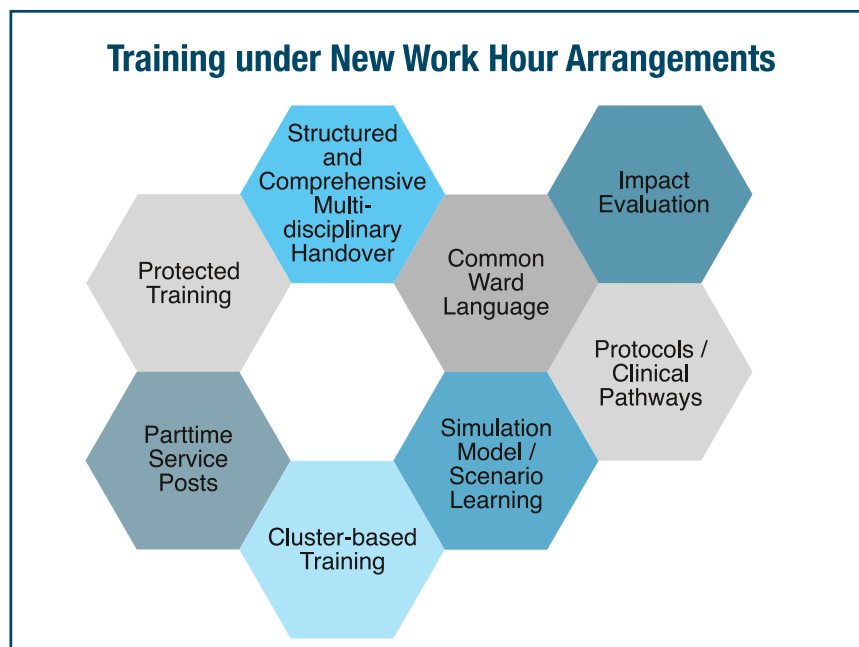 Training under New Work Hour Arrangements
Structured
and
Comprehensive
Multi-
disciplinary
Handover
Impact
Evaluation
Protected
Training
Common
Ward
Language
Protocols /
Clinical
Pathways
Parttime
Service
Posts
Simulation
Model /
Scenario
Learning
Cluster-based
Training